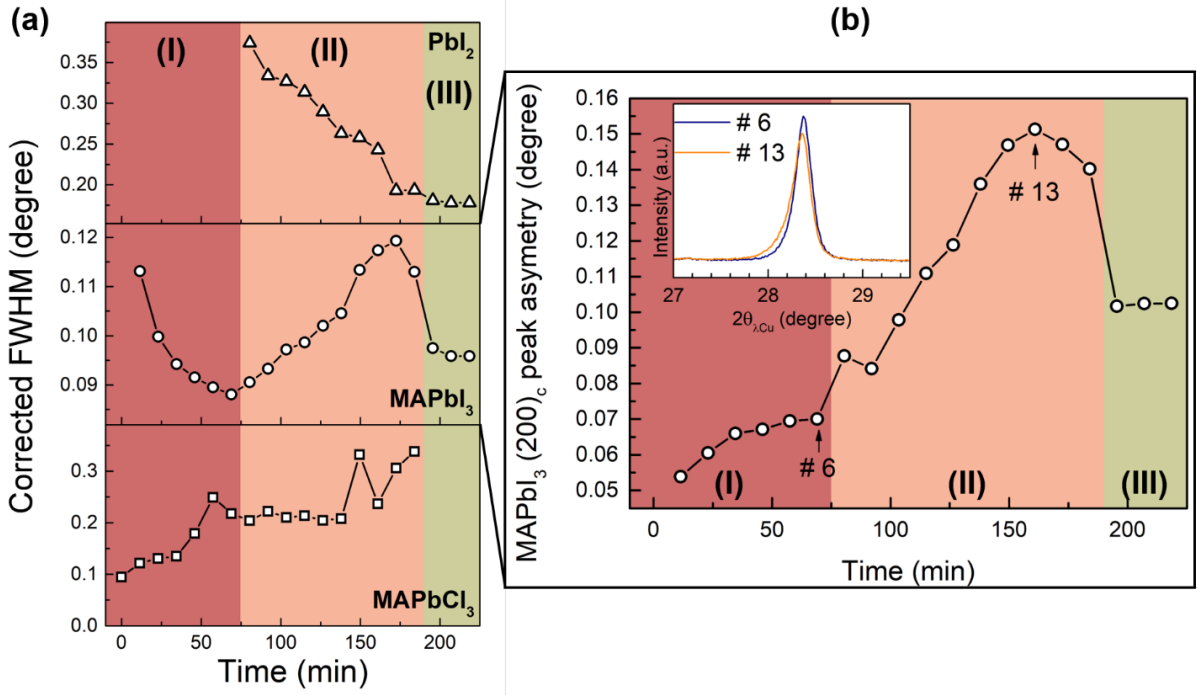 (a)
(b)
Corrected FWHM (degree)
(I)
(II)
(III)
PbI₂
0.35
0.30
0.25
0.20
0.12
0.11
0.10
0.09
MAPbI₃
0.3
0.2
0.1
0.0
MAPbCl₃
0 50 100 150 200
Time (min)
MAPbI₃ (200)c peak asymetry (degree)
0.16
0.15
0.14
0.13
0.12
0.11
0.10
0.09
0.08
0.07
0.06
0.05
# 6
# 13
Intensity (a.u.)
27 28 29
2θλCu (degree)
# 13
# 6
(I)
(II)
(III)
0 50 100 150 200
Time (min)